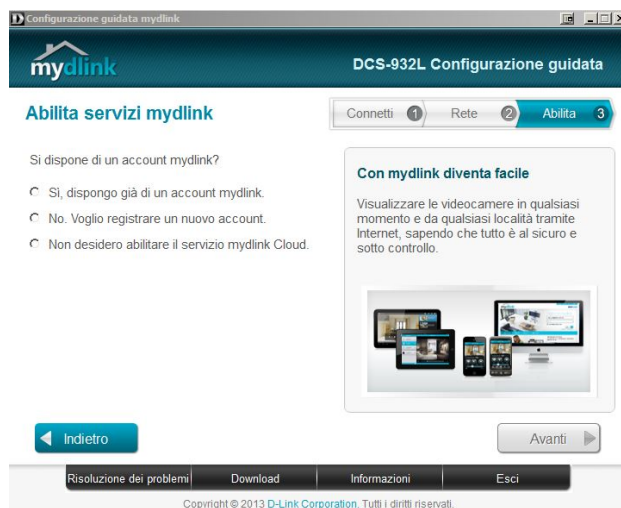 Configurazione guidata mydlink
mydlink
DCS-932L Configurazione guidata
Abilita servizi mydlink
Connetti 1 Rete 2 Abilita 3
Si dispone di un account mydlink?
Sì, dispongo già di un account mydlink.
No. Voglio registrare un nuovo account.
Non desidero abilitare il servizio mydlink Cloud.
Con mydlink diventa facile
Visualizzare le videocamere in qualsiasi
momento e da qualsiasi località tramite
Internet, sapendo che tutto è al sicuro e
sotto controllo.
Indietro
Avanti
Risoluzione dei problemi Download Informazioni Esci
Copyright © 2013 D-Link Corporation. Tutti i diritti riservati.